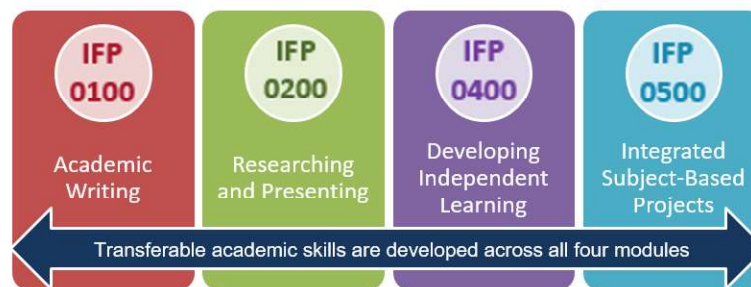 IFP
0100
Academic
Writing
IFP
0200
Researching
and Presenting
IFP
0400
Developing
Independent
Learning
IFP
0500
Integrated
Subject-Based
Projects
Transferable academic skills are developed across all four modules